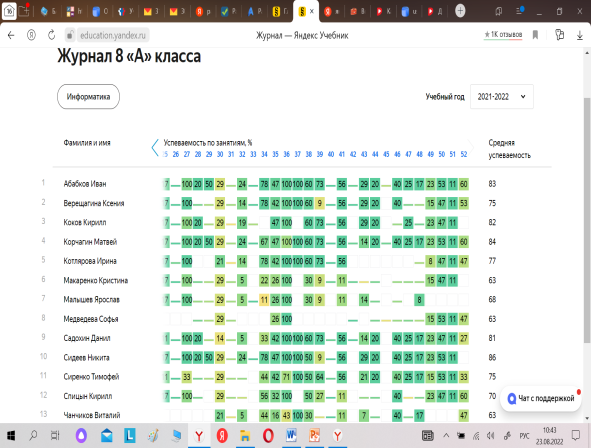 education.yandex.ru
Журнал — Яндекс Учебник
1К отзывов
Журнал 8 «А» класса
Информатика
Учебный год
2021-2022
Фамилия и имя
Успеваемость по занятиям, %
Средняя успеваемость
5 26 27 28 29 30 31 32 33 34 35 36 37 38 39 40 41 42 43 44 45 46 47 48 49 50 51 52
1 Абабков Иван 7 — 100 20 50 29 — 24 — 78 47 100 100 60 73 — 56 — 29 20 — 40 25 17 23 53 11 60 83
2 Верещагина Ксения 7 — 100 — — 29 — 14 — 78 42 100 100 60 9 — 56 — 29 20 — 40 — — 15 47 11 53 75
3 Коков Кирилл 7 — 100 20 — 29 — 19 — 47 100 60 73 — 56 — 29 20 — 25 — 23 47 11 82
4 Корчагин Матвей 7 — 100 20 50 29 — 24 — 67 47 100 100 60 73 — 56 — 14 20 — 40 25 17 23 53 11 60 84
5 Котлярова Ирина 7 — 100 21 — 14 78 42 100 100 60 73 — 56 8 47 11 47 77
6 Макаренко Кристина 7 — 100 — — 29 — 5 22 26 100 30 9 — 11 — — — 15 47 11 63
7 Малышев Ярослав 7 — 100 — — 29 — 5 — 11 26 100 30 9 — 11 — 14 — — — — 8 68
8 Медведева Софья — — 29 26 100 — — — 15 53 11 47 63
9 Садохин Данил 1 — 100 20 — 14 — 5 — 33 42 100 100 60 73 — 56 — 14 20 — 40 25 17 23 47 11 27 81
10 Сидеев Никита 7 — 100 20 50 29 — 24 — 78 47 100 100 50 9 — 56 — 29 20 — 40 25 17 23 53 11 86
11 Сиренко Тимофей 1 — 33 — — 29 — — 44 42 71 100 50 64 — 56 — 21 20 — 40 25 17 15 53 11 33 75
12 Спицын Кирилл 7 — 100 — — 29 — — 56 32 100 50 27 — 11 — — — 40 — — 23 47 11 60 70
13 Чанчиков Виталий 21 — 5 44 16 43 100 30 — — 11 — 7 — 40 — 17 47 63
Чат с поддержкой
РУС
10:43
23.08.2022